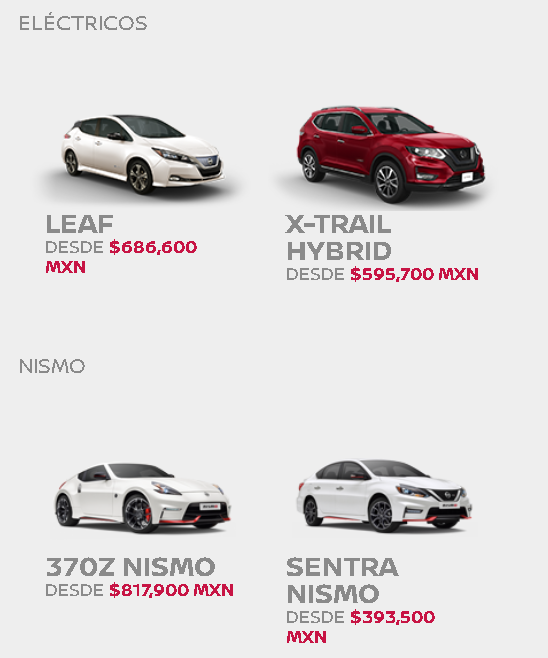 ELÉCTRICOS
LEAF
DESDE $686,600
MXN
X-TRAIL
HYBRID
DESDE $595,700 MXN
NISMO
370Z NISMO
DESDE $817,900 MXN
SENTRA
NISMO
DESDE $393,500
MXN